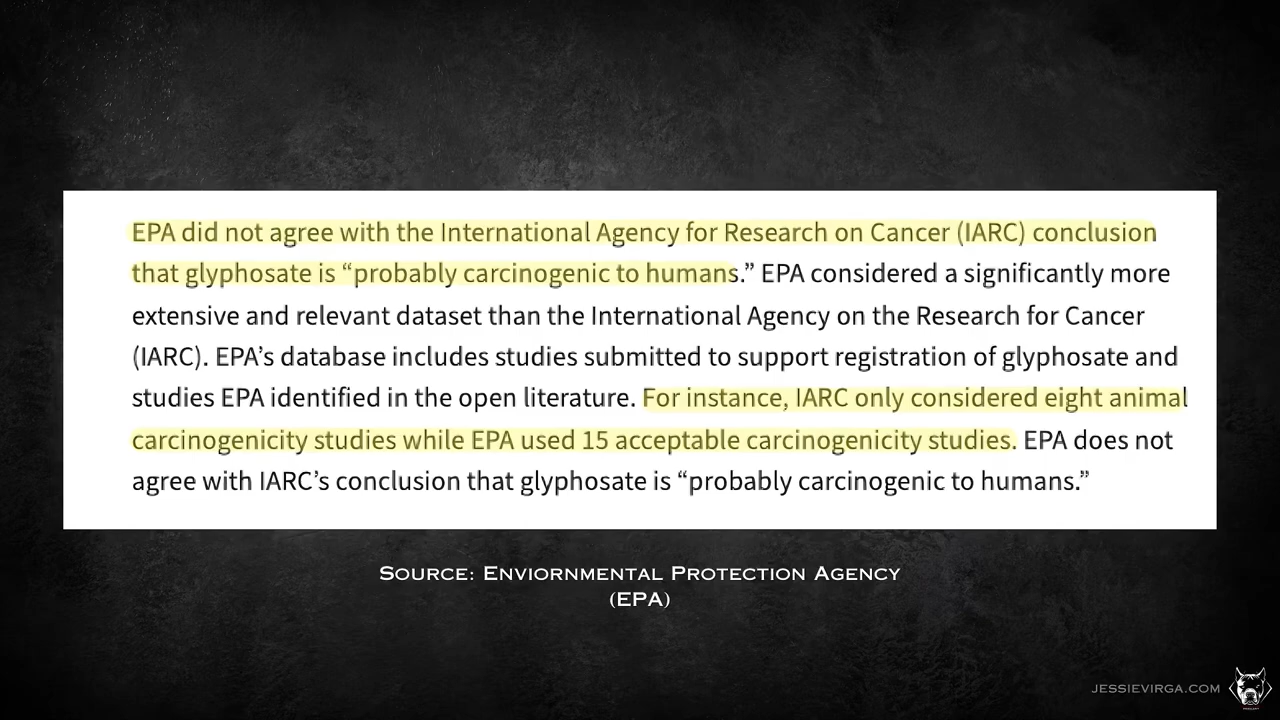 EPA did not agree with the International Agency for Research on Cancer (IARC) conclusion
that glyphosate is “probably carcinogenic to humans.” EPA considered a significantly more
extensive and relevant dataset than the International Agency on the Research for Cancer
(IARC). EPA’s database includes studies submitted to support registration of glyphosate and
studies EPA identified in the open literature. For instance, IARC only considered eight animal
carcinogenicity studies while EPA used 15 acceptable carcinogenicity studies. EPA does not
agree with IARC’s conclusion that glyphosate is “probably carcinogenic to humans.”
Source: Enviornmental Protection Agency
(EPA)
JESSIEVIRGA.COM